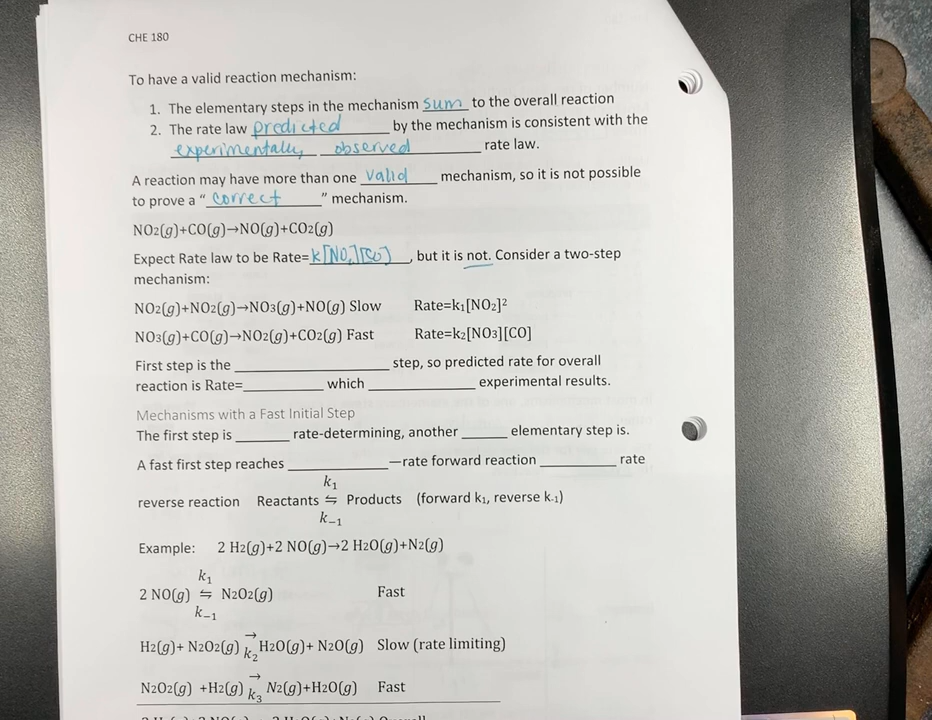 CHE 180
To have a valid reaction mechanism:
1. The elementary steps in the mechanism sum to the overall reaction
2. The rate law predicted by the mechanism is consistent with the
experimentally observed rate law.
A reaction may have more than one valid mechanism, so it is not possible
to prove a "correct" mechanism.
NO2(g)+CO(g)→NO(g)+CO2(g)
Expect Rate law to be Rate=k[NO2][CO], but it is not. Consider a two-step
mechanism:
NO2(g)+NO2(g)→NO3(g)+NO(g) Slow Rate=k1[NO2]²
NO3(g)+CO(g)→NO2(g)+CO2(g) Fast Rate=k2[NO3][CO]
First step is the ____________ step, so predicted rate for overall
reaction is Rate=________ which ________ experimental results.
Mechanisms with a Fast Initial Step
The first step is ______ rate-determining, another _____ elementary step is.
A fast first step reaches __________—rate forward reaction ________ rate
k1
reverse reaction Reactants ⇋ Products (forward k1, reverse k-1)
k−1
Example: 2 H2(g)+2 NO(g)→2 H2O(g)+N2(g)
k1
2 NO(g) ⇋ N2O2(g) Fast
k−1
H2(g)+ N2O2(g) →k2 H2O(g)+ N2O(g) Slow (rate limiting)
N2O2(g) +H2(g) →k3 N2(g)+H2O(g) Fast